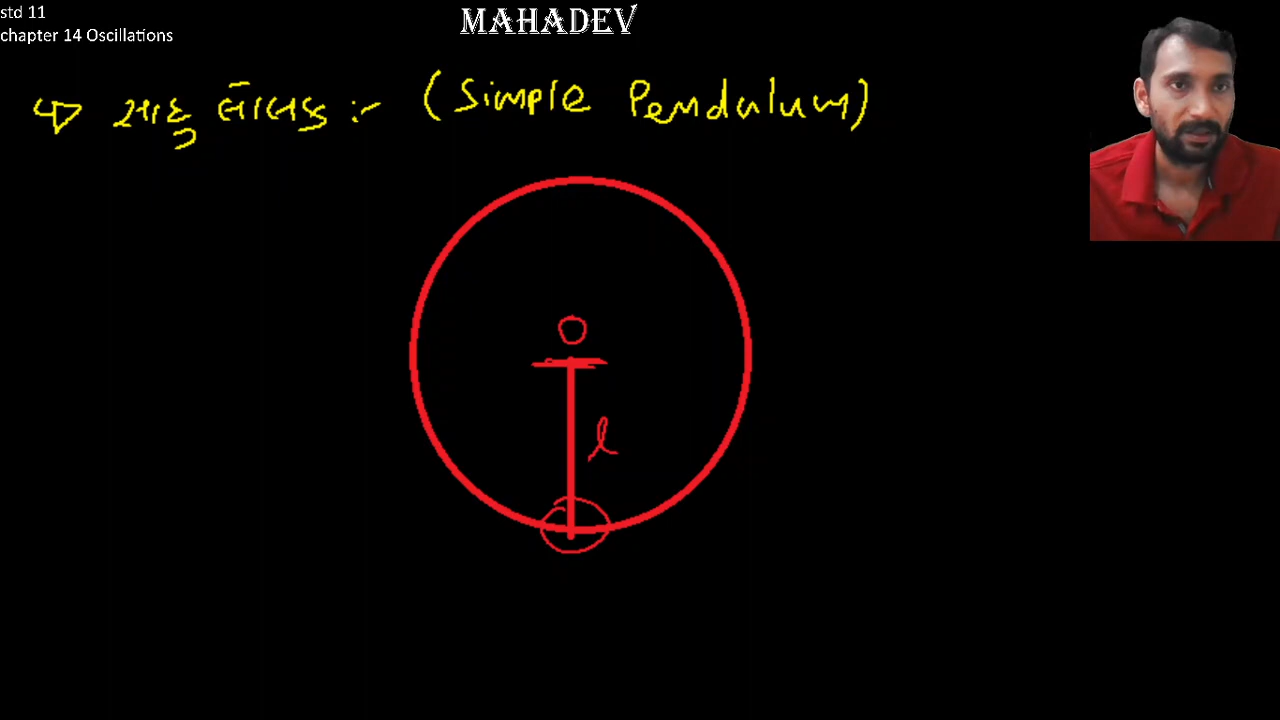 std 11
MAHADEV
chapter 14 Oscillations
સાદુ લોલક :- (Simple Pendulum)
O
l